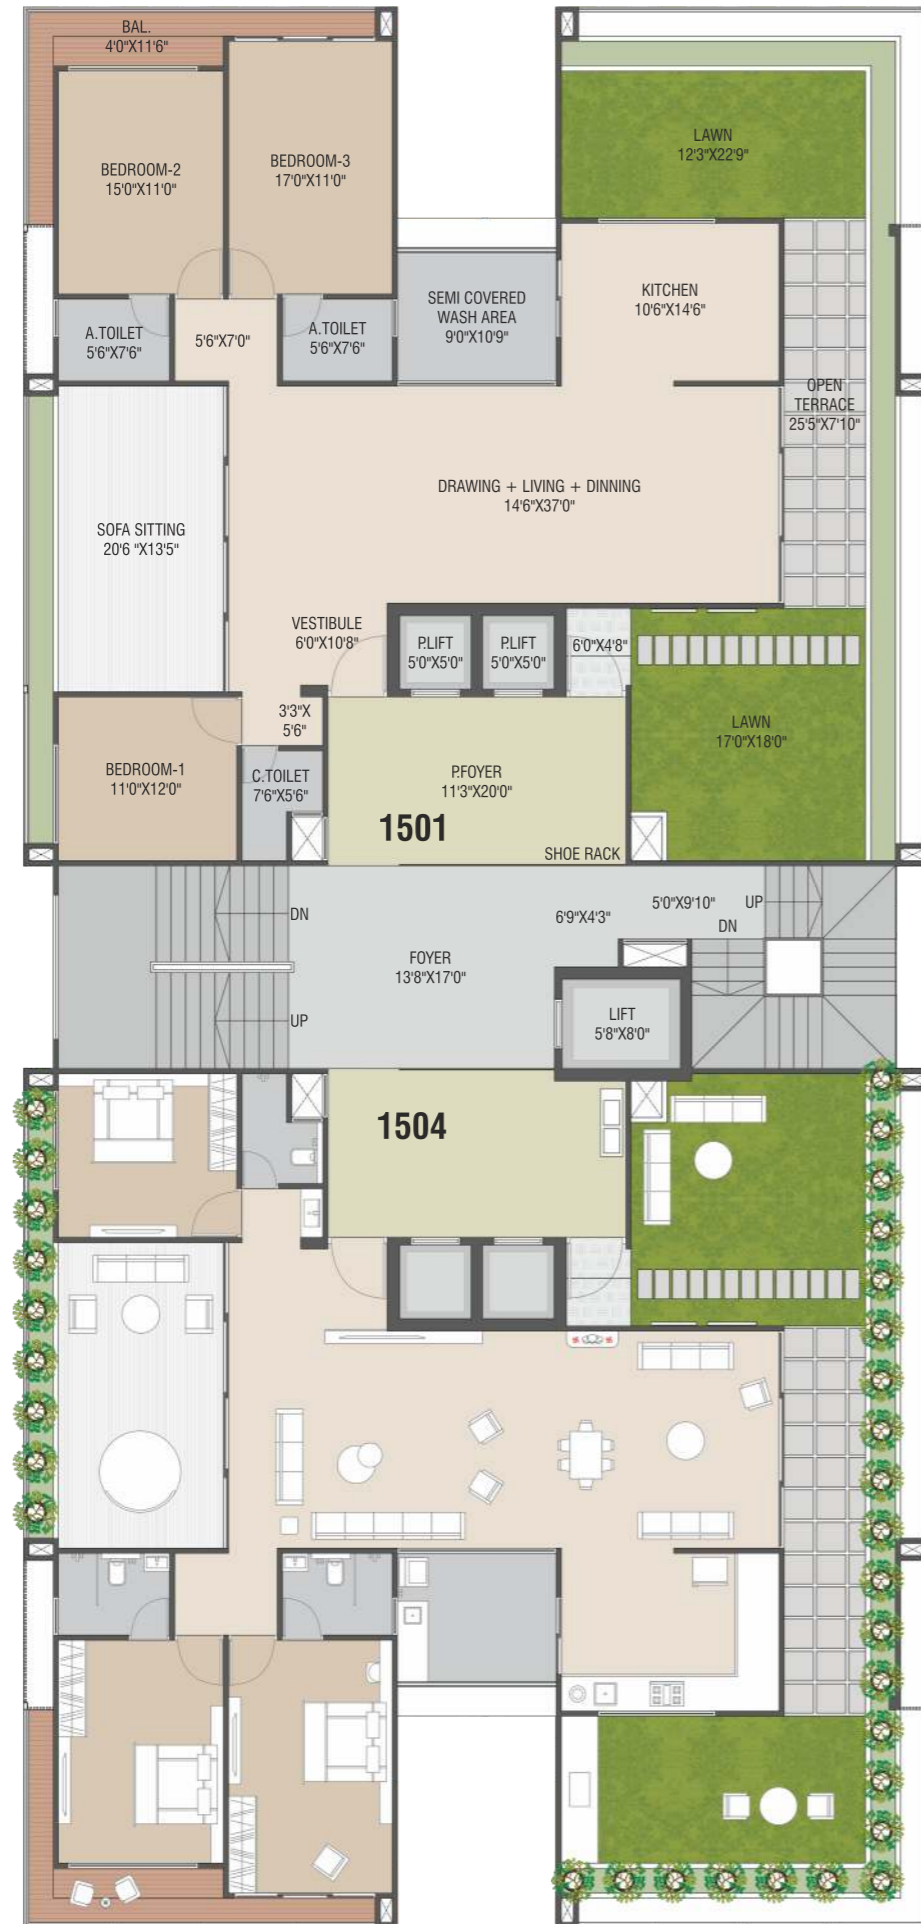 BAL.
4'0"X11'6"
BEDROOM-2
15'0"X11'0"
BEDROOM-3
17'0"X11'0"
LAWN
12'3"X22'9"
A.TOILET
5'6"X7'6"
5'6"X7'0"
A.TOILET
5'6"X7'6"
SEMI COVERED
WASH AREA
9'0"X10'9"
KITCHEN
10'6"X14'6"
OPEN
TERRACE
25'5"X7'10"
DRAWING + LIVING + DINNING
14'6"X37'0"
SOFA SITTING
20'6 "X13'5"
VESTIBULE
6'0"X10'8"
P.LIFT
5'0"X5'0"
P.LIFT
5'0"X5'0"
6'0"X4'8"
3'3"X
5'6"
LAWN
17'0"X18'0"
BEDROOM-1
11'0"X12'0"
C.TOILET
7'6"X5'6"
P.FOYER
11'3"X20'0"
1501
SHOE RACK
DN
6'9"X4'3"
5'0"X9'10"
UP
DN
FOYER
13'8"X17'0"
UP
LIFT
5'8"X8'0"
1504